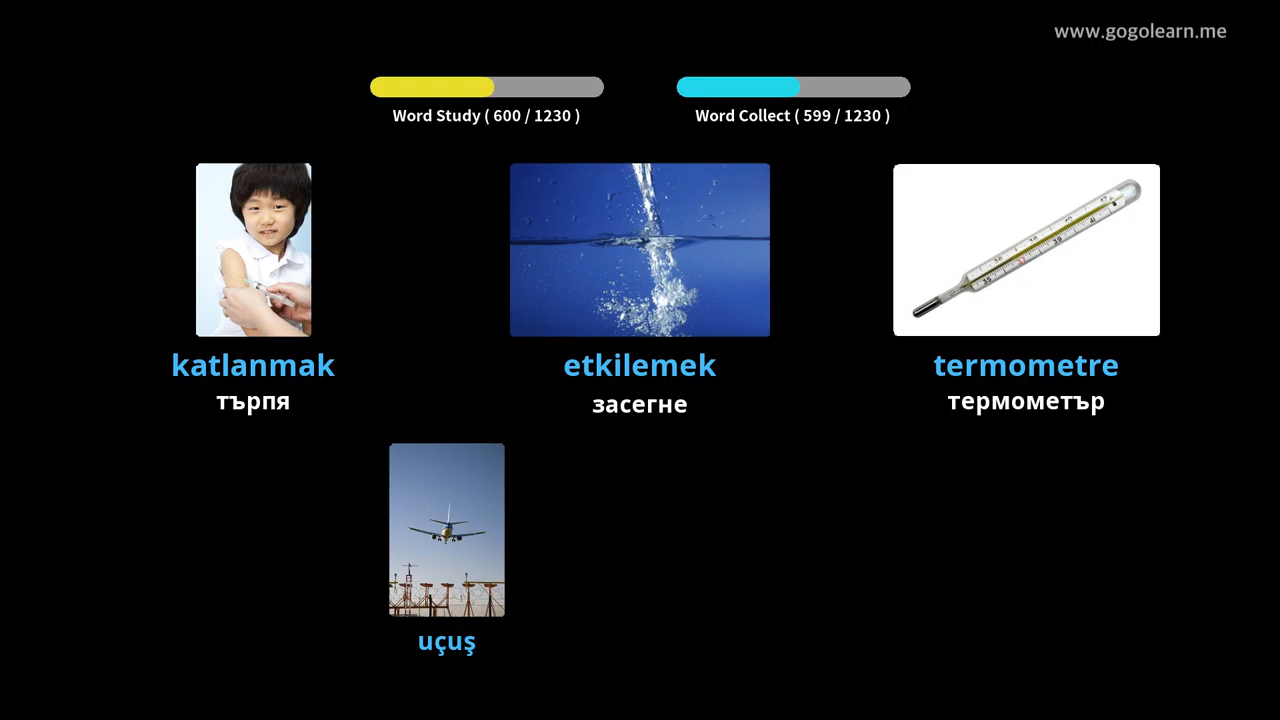 www.gogolearn.me
Word Study ( 600 / 1230 )
Word Collect ( 599 / 1230 )
katlanmak
търпя
etkilemek
засегне
termometre
термометър
uçuş